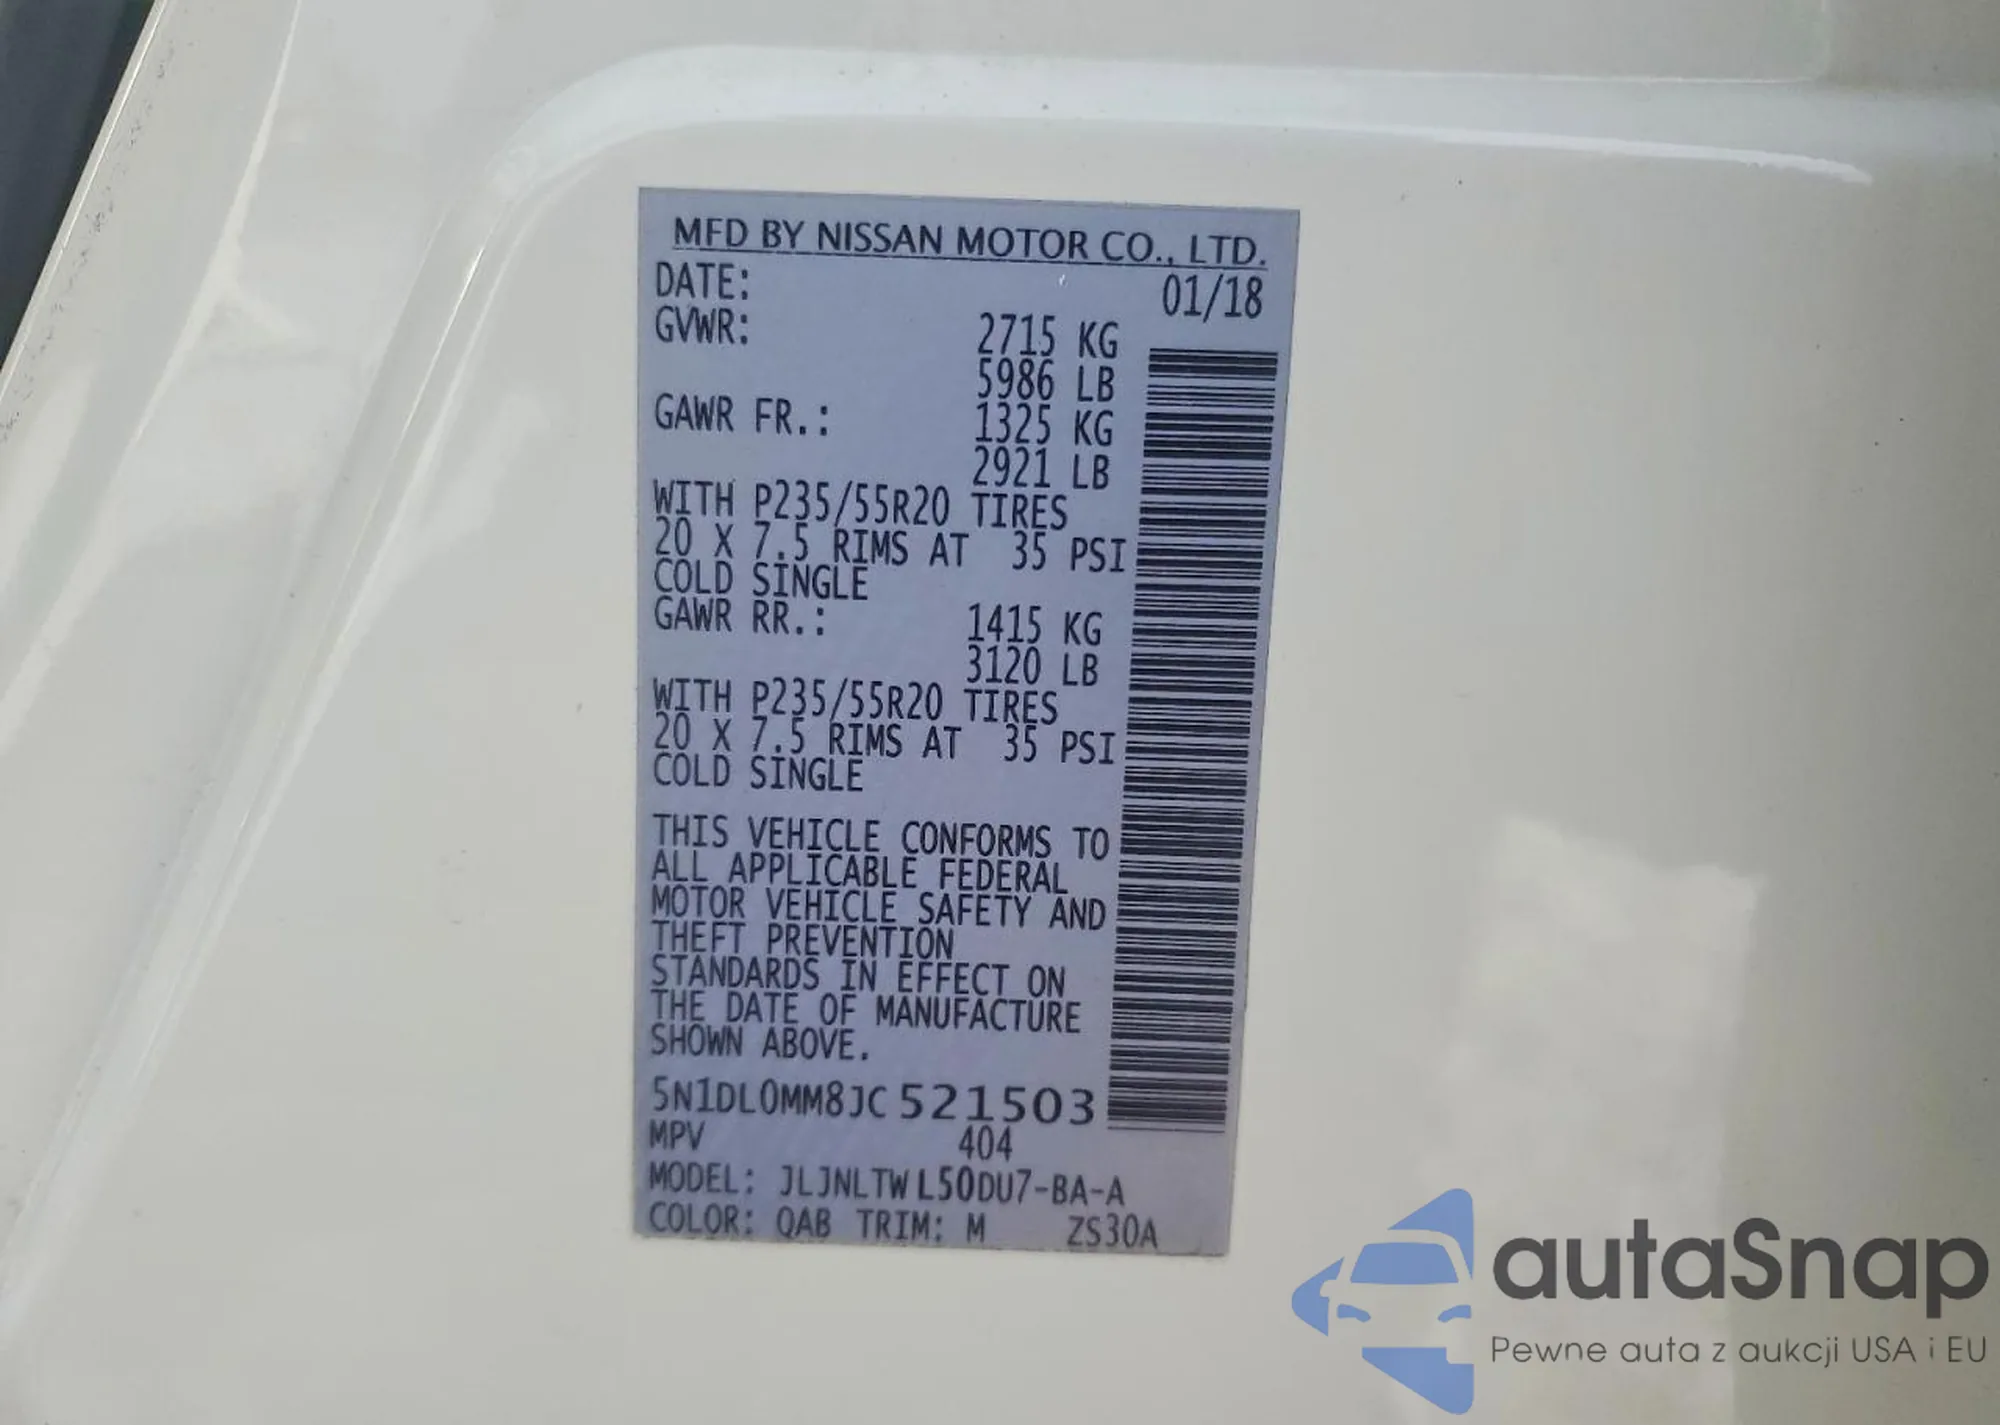 MFD BY NISSAN MOTOR CO., LTD.
DATE: 01/18
GVWR: 2715 KG
5986 LB
GAWR FR.: 1325 KG
2921 LB
WITH P235/55R20 TIRES
20 X 7.5 RIMS AT 35 PSI
COLD SINGLE
GAWR RR.: 1415 KG
3120 LB
WITH P235/55R20 TIRES
20 X 7.5 RIMS AT 35 PSI
COLD SINGLE
THIS VEHICLE CONFORMS TO
ALL APPLICABLE FEDERAL
MOTOR VEHICLE SAFETY AND
THEFT PREVENTION
STANDARDS IN EFFECT ON
THE DATE OF MANUFACTURE
SHOWN ABOVE.
5N1DL0MM8JC521503
MPV 404
MODEL: JLJNLTWL50DU7-BA-A
COLOR: QAB TRIM: M ZS30A
autaSnap
Pewne auta z aukcji USA i EU